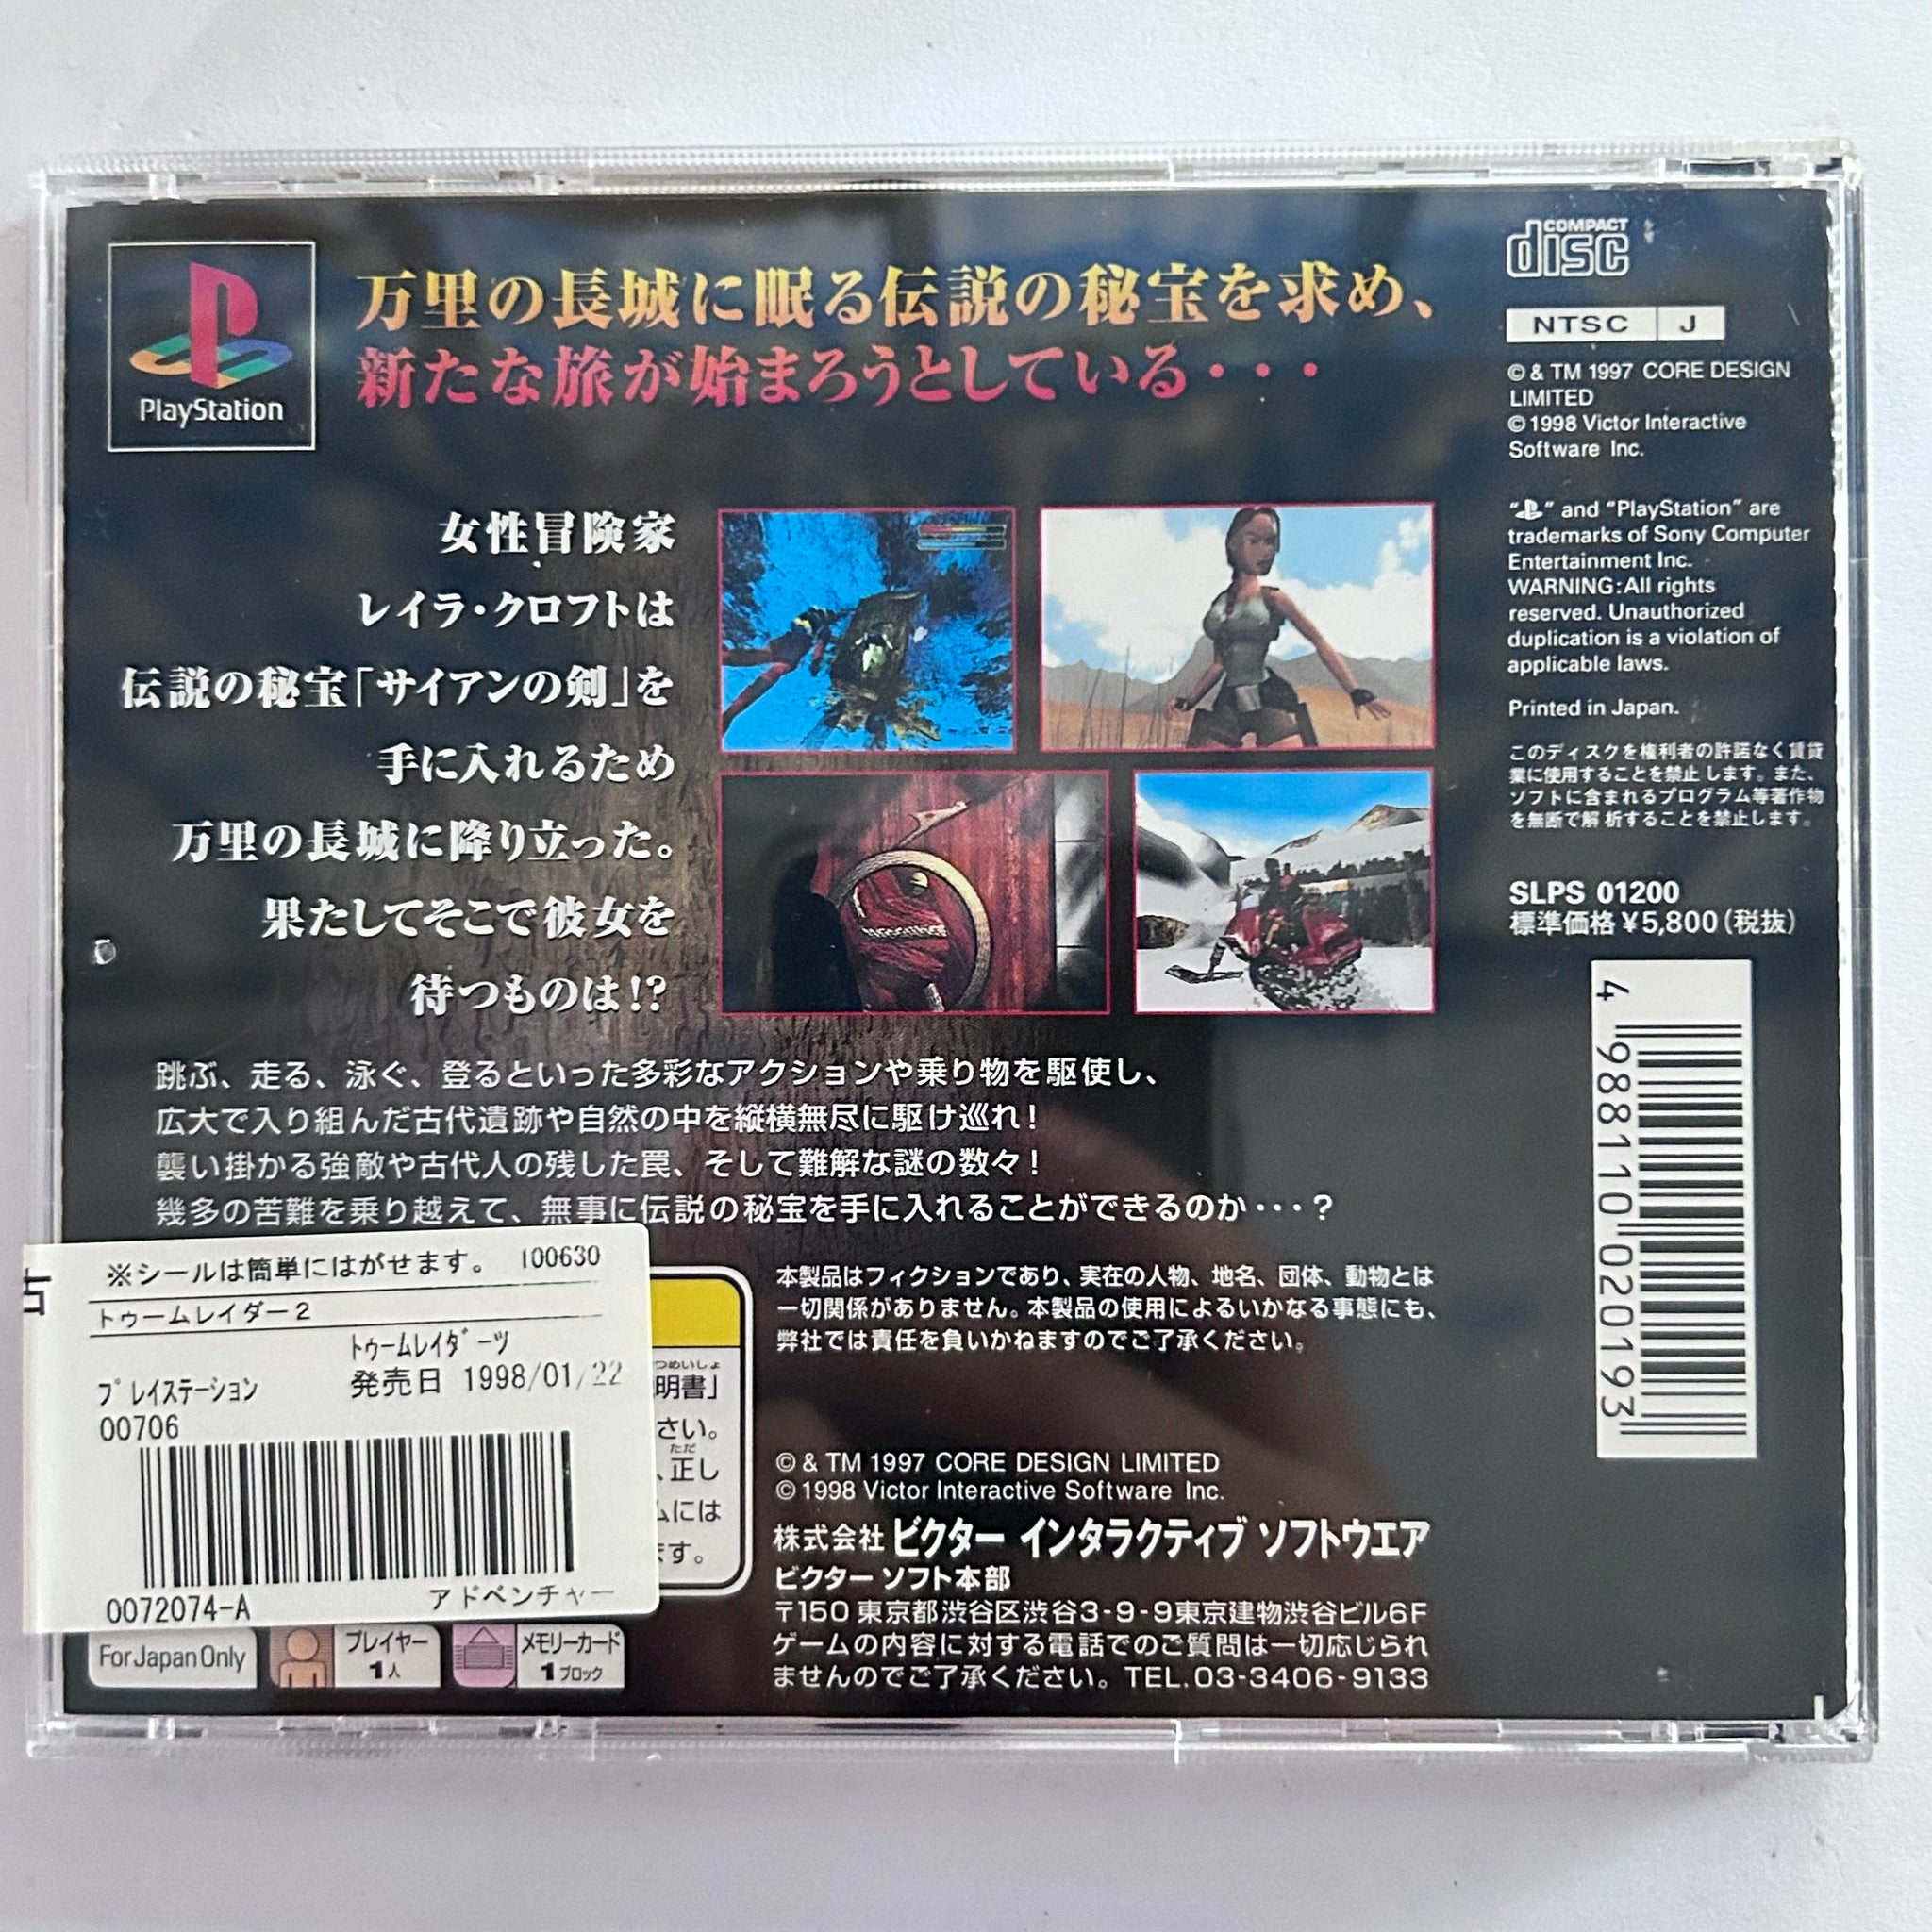 PlayStation
万里の長城に眠る伝説の秘宝を求め、
新たな旅が始まろうとしている・・・
女性冒険家
レイラ・クロフトは
伝説の秘宝「サイアンの剣」を
手に入れるため
万里の長城に降り立った。
果たしてそこで彼女を
待つものは!?
跳ぶ、走る、泳ぐ、登るといった多彩なアクションや乗り物を駆使し、
広大で入り組んだ古代遺跡や自然の中を縦横無尽に駆け巡れ!
襲い掛かる強敵や古代人の残した罠、そして難解な謎の数々!
幾多の苦難を乗り越えて、無事に伝説の秘宝を手に入れることができるのか・・・?
COMPACT
disc
NTSC J
© & TM 1997 CORE DESIGN
LIMITED
© 1998 Victor Interactive
Software Inc.
"PS" and "PlayStation" are
trademarks of Sony Computer
Entertainment Inc.
WARNING:All rights
reserved. Unauthorized
duplication is a violation of
applicable laws.
Printed in Japan.
このディスクを権利者の許諾なく賃貸
業に使用することを禁止します。また、
ソフトに含まれるプログラム等著作物
を無断で解析することを禁止します。
SLPS 01200
標準価格¥5,800(税抜)
4 988110 020193
古
※シールは簡単にはがせます。 100630
トゥームレイダー2
トゥームレイダーツ
プレイステーション 発売日 1998/01/22
00706
0072074-A アドベンチャー
つめいしょ
明書」
さい。
ただ
、正し
ムには
ます。
For Japan Only
プレイヤー
1人
メモリーカード
1ブロック
本製品はフィクションであり、実在の人物、地名、団体、動物とは
一切関係がありません。本製品の使用によるいかなる事態にも、
弊社では責任を負いかねますのでご了承ください。
© & TM 1997 CORE DESIGN LIMITED
© 1998 Victor Interactive Software Inc.
株式会社 ビクター インタラクティブ ソフトウエア
ビクター ソフト本部
〒150 東京都渋谷区渋谷3-9-9東京建物渋谷ビル6F
ゲームの内容に対する電話でのご質問は一切応じられ
ませんのでご了承ください。TEL.03-3406-9133